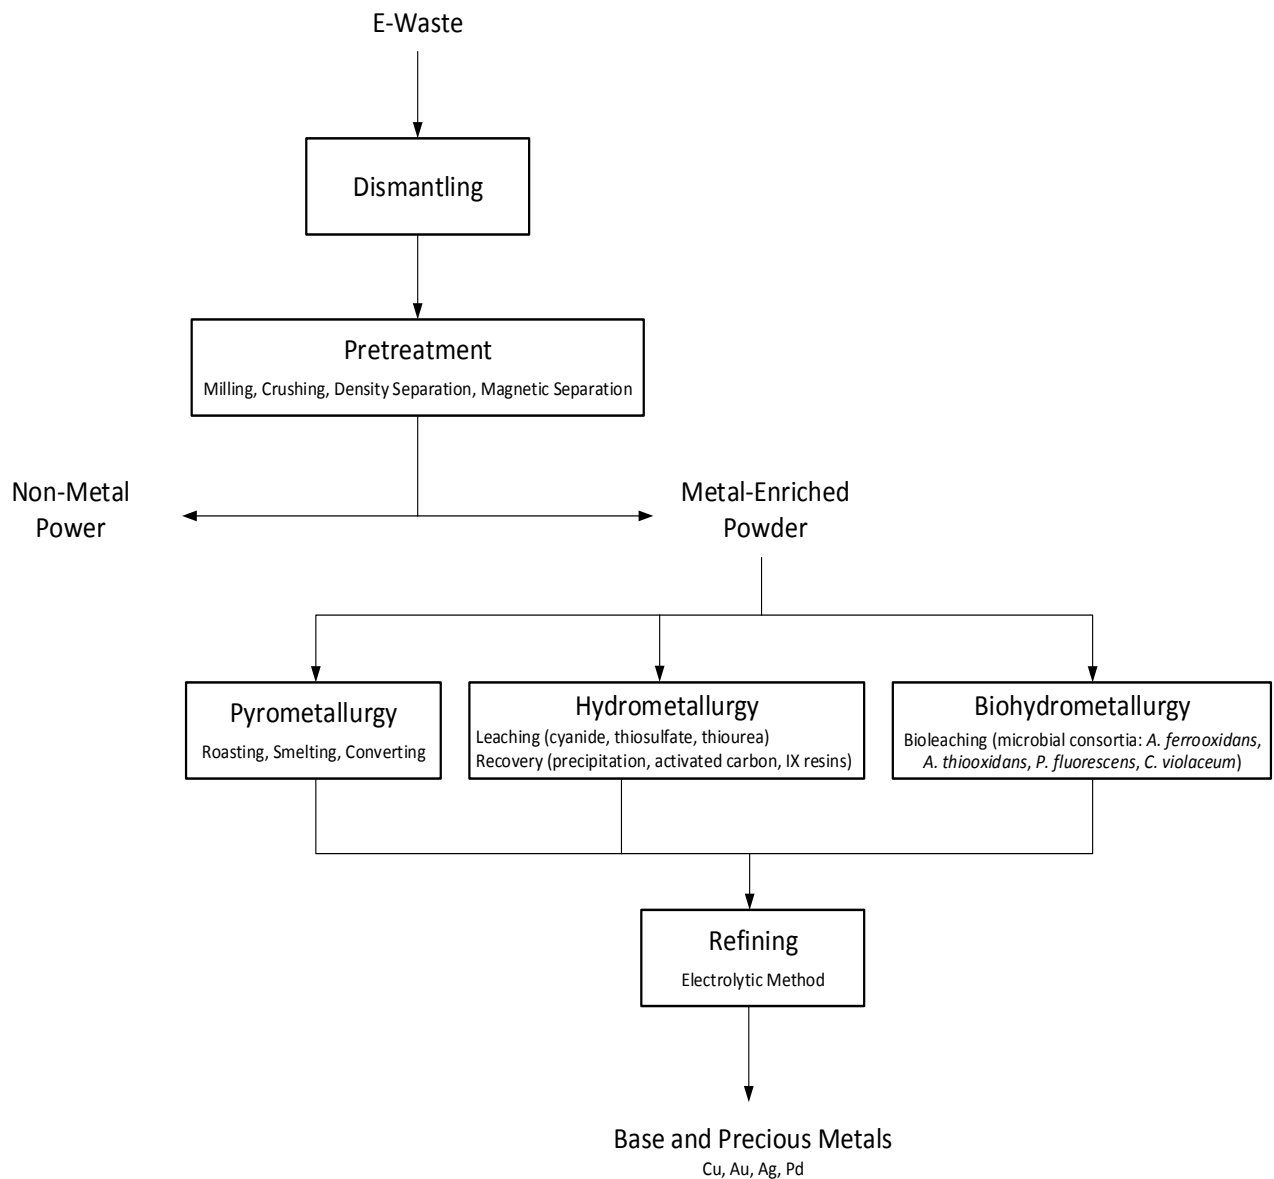 E-Waste
Dismantling
Pretreatment
Milling, Crushing, Density Separation, Magnetic Separation
Non-Metal
Power
Metal-Enriched
Powder
Pyrometallurgy
Roasting, Smelting, Converting
Hydrometallurgy
Leaching (cyanide, thiosulfate, thiourea)
Recovery (precipitation, activated carbon, IX resins)
Biohydrometallurgy
Bioleaching (microbial consortia: A. ferrooxidans,
A. thiooxidans, P. fluorescens, C. violaceum)
Refining
Electrolytic Method
Base and Precious Metals
Cu, Au, Ag, Pd